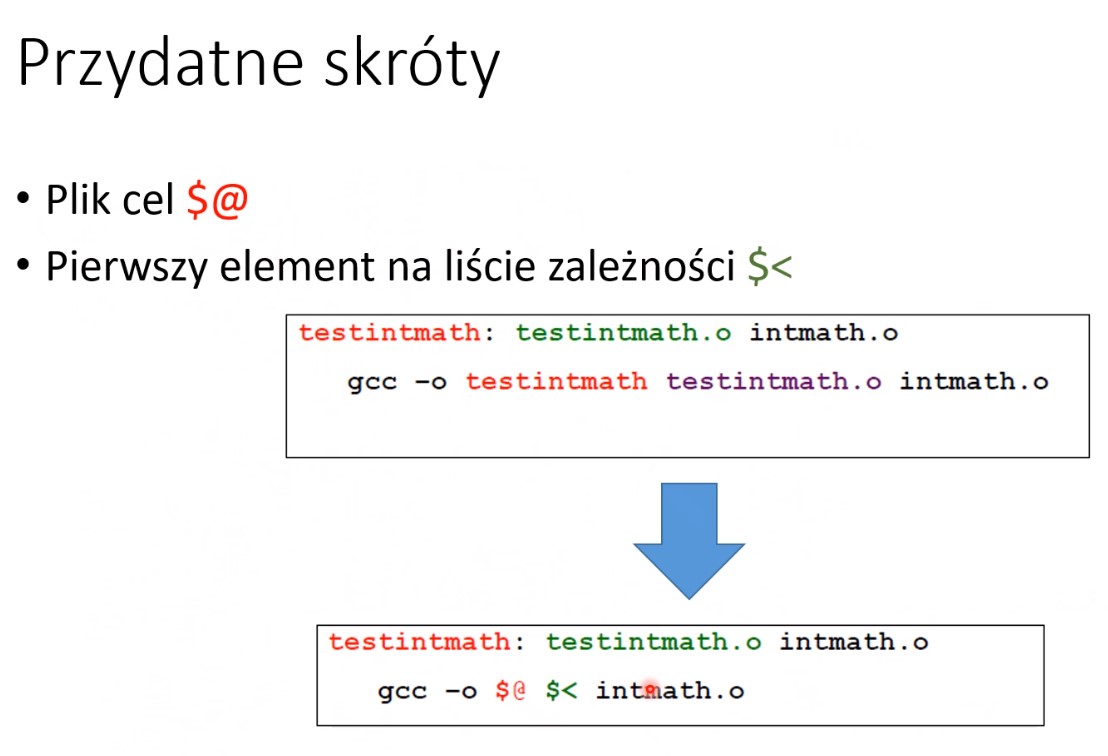 Przydatne skróty
• Plik cel $@
• Pierwszy element na liście zależności $<
testintmath: testintmath.o intmath.o
gcc -o testintmath testintmath.o intmath.o
testintmath: testintmath.o intmath.o
gcc -o $@ $< intmath.o